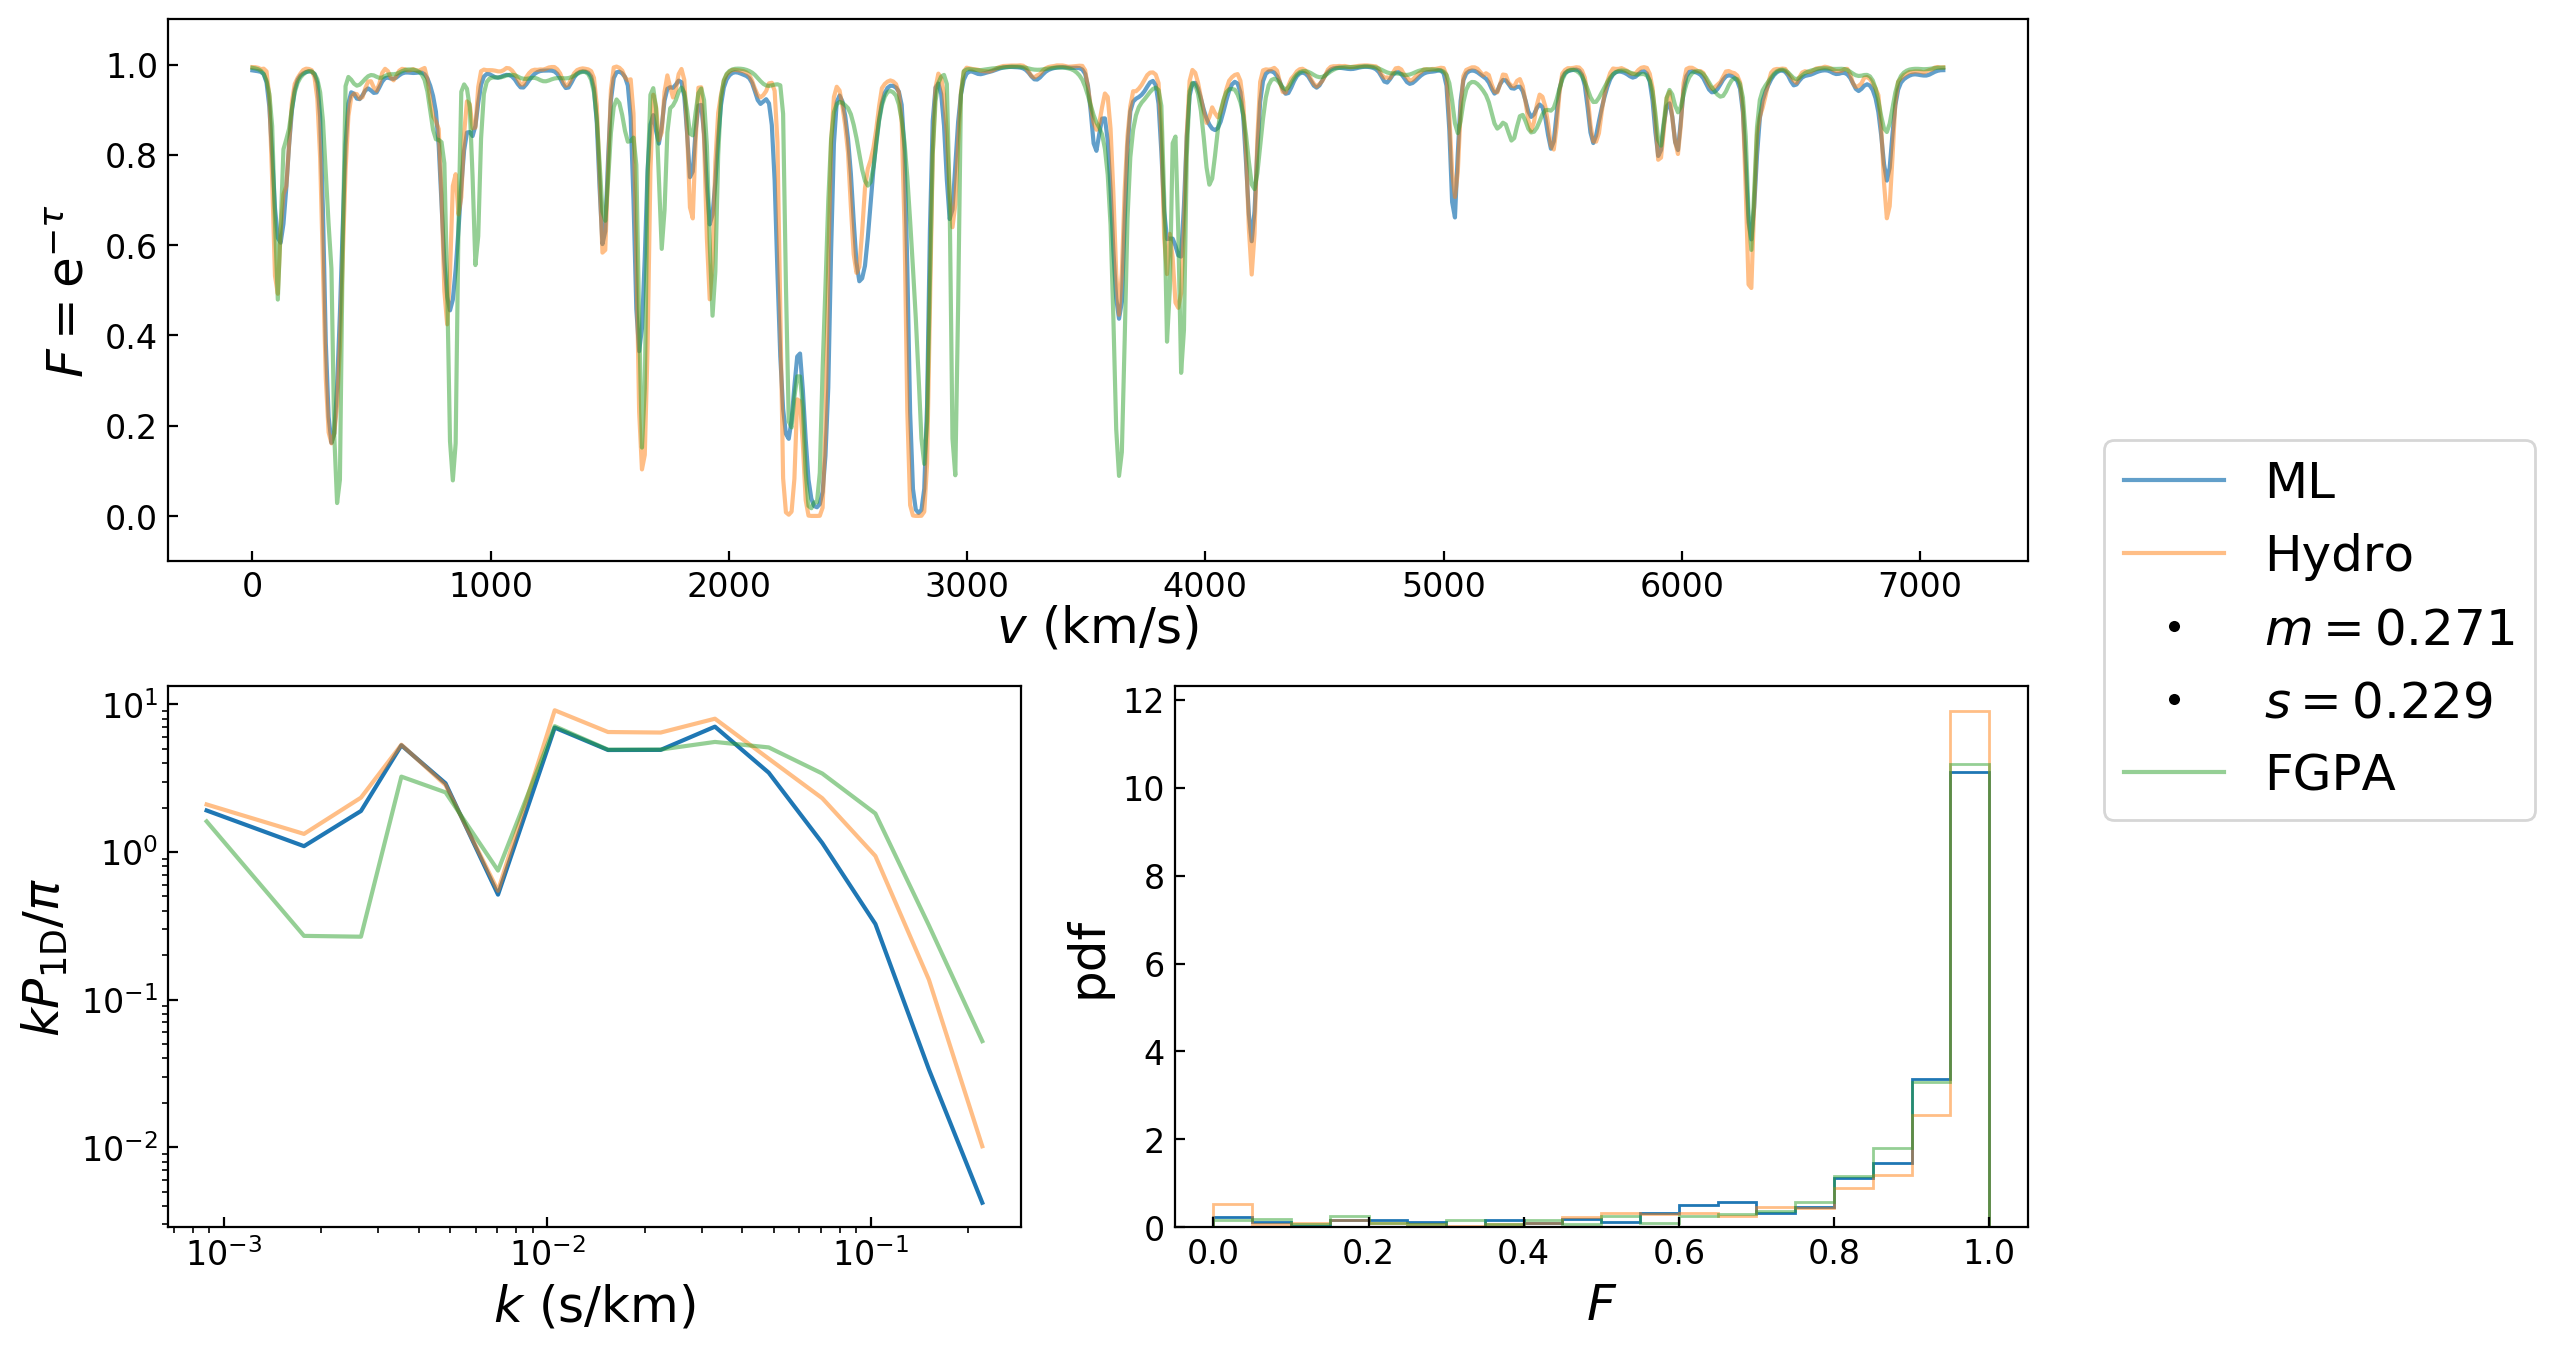 1.0
0.8
0.6
0.4
0.2
0.0
F = e^{−τ}
0 1000 2000 3000 4000 5000 6000 7000
v (km/s)
ML
Hydro
m = 0.271
s = 0.229
FGPA
10^1
10^0
10^{−1}
10^{−2}
kP_{1D}/π
10^{−3} 10^{−2} 10^{−1}
k (s/km)
12
10
8
6
4
2
0
pdf
0.0 0.2 0.4 0.6 0.8 1.0
F